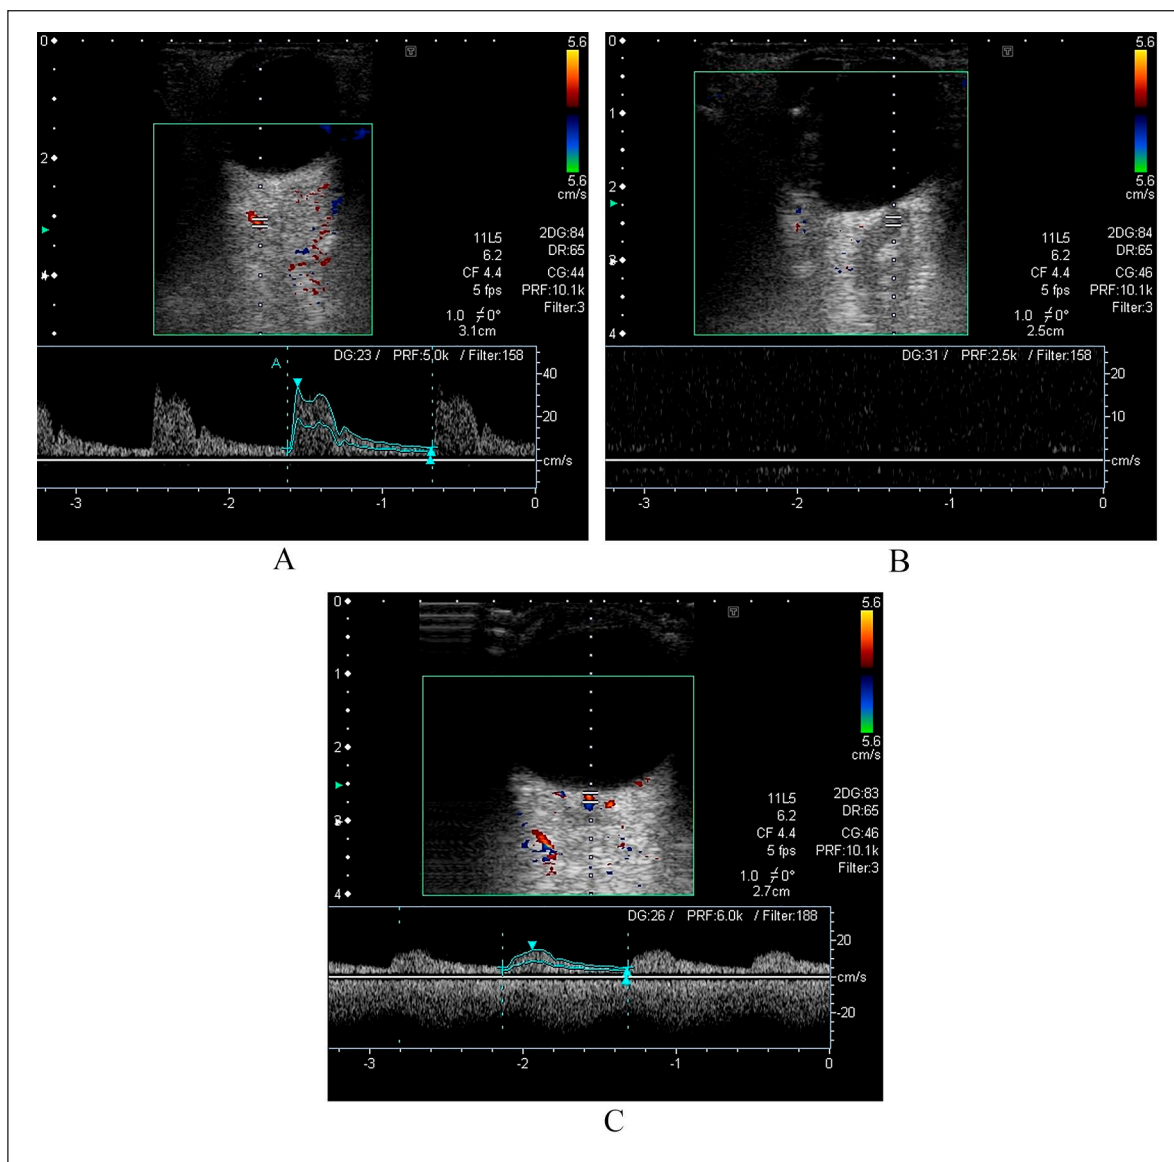 0
2
4
5.6
5.6
cm/s
T
11L5
6.2
CF 4.4
5 fps
1.0 0°
3.1cm
2DG:84
DR:65
CG:44
PRF:10.1k
Filter:3
A
DG:23 / PRF:5.0k / Filter:158
40
20
cm/s
-3 -2 -1 0
A
0
1
2
3
4
5.6
5.6
cm/s
T
11L5
6.2
CF 4.4
5 fps
1.0 0°
2.5cm
2DG:84
DR:65
CG:46
PRF:10.1k
Filter:3
DG:31 / PRF:2.5k / Filter:158
20
10
cm/s
-3 -2 -1 0
B
0
1
2
3
4
5.6
5.6
cm/s
T
11L5
6.2
CF 4.4
5 fps
1.0 0°
2.7cm
2DG:83
DR:65
CG:46
PRF:10.1k
Filter:3
DG:26 / PRF:6.0k / Filter:188
20
cm/s
-20
-3 -2 -1 0
C